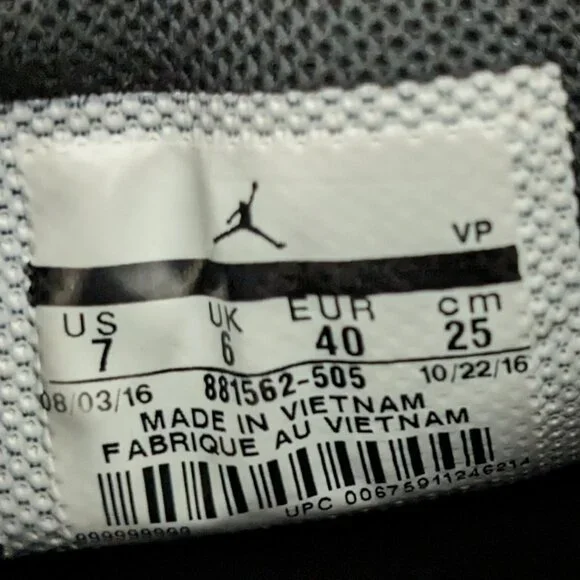 VP
US UK EUR cm
7 6 40 25
08/03/16 881562-505 10/22/16
MADE IN VIETNAM
FABRIQUE AU VIETNAM
UPC 00675911246214
999999999